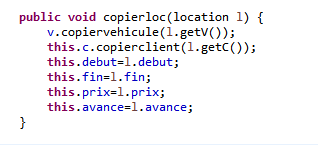 public void copierloc(location l) {
v.copiervehicule(l.getV());
this.c.copierclient(l.getC());
this.debut=l.debut;
this.fin=l.fin;
this.prix=l.prix;
this.avance=l.avance;
}